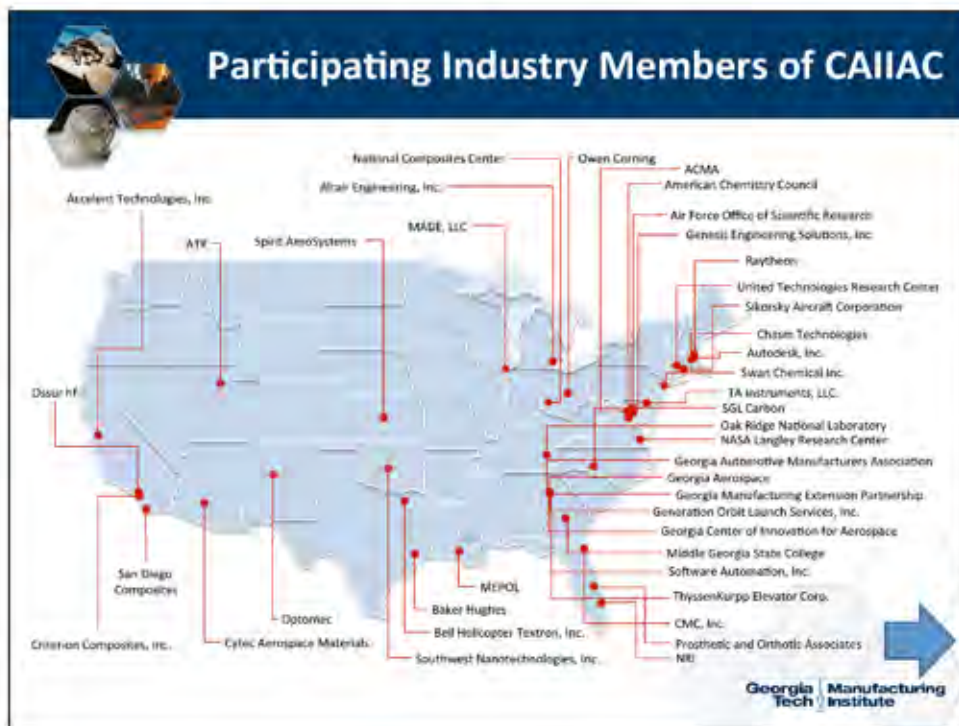 Participating Industry Members of CAIIAC
National Composites Center
Owen Corning
ACMA
Altair Engineering, Inc.
American Chemistry Council
Accelent Technologies, Inc.
Air Force Office of Scientific Research
MADE, LLC
Genesis Engineering Solutions, Inc.
ATK
Spirit AeroSystems
Raytheon
United Technologies Research Center
Sikorsky Aircraft Corporation
Chasm Technologies
Autodesk, Inc.
Swan Chemical Inc.
Ossur hf
TA Instruments, LLC.
SGL Carbon
Oak Ridge National Laboratory
NASA Langley Research Center
Georgia Automotive Manufacturers Association
Georgia Aerospace
Georgia Manufacturing Extension Partnership
Generation Orbit Launch Services, Inc.
Georgia Center of Innovation for Aerospace
Middle Georgia State College
San Diego
Composites
MEPOL
Software Automation, Inc.
Baker Hughes
ThyssenKurpp Elevator Corp.
Optomec
CMC, Inc.
Bell Helicopter Textron, Inc.
Criterion Composites, Inc.
Cytec Aerospace Materials
Prosthetic and Orthotic Associates
Southwest Nanotechnologies, Inc.
NRI
Georgia Manufacturing
Tech Institute